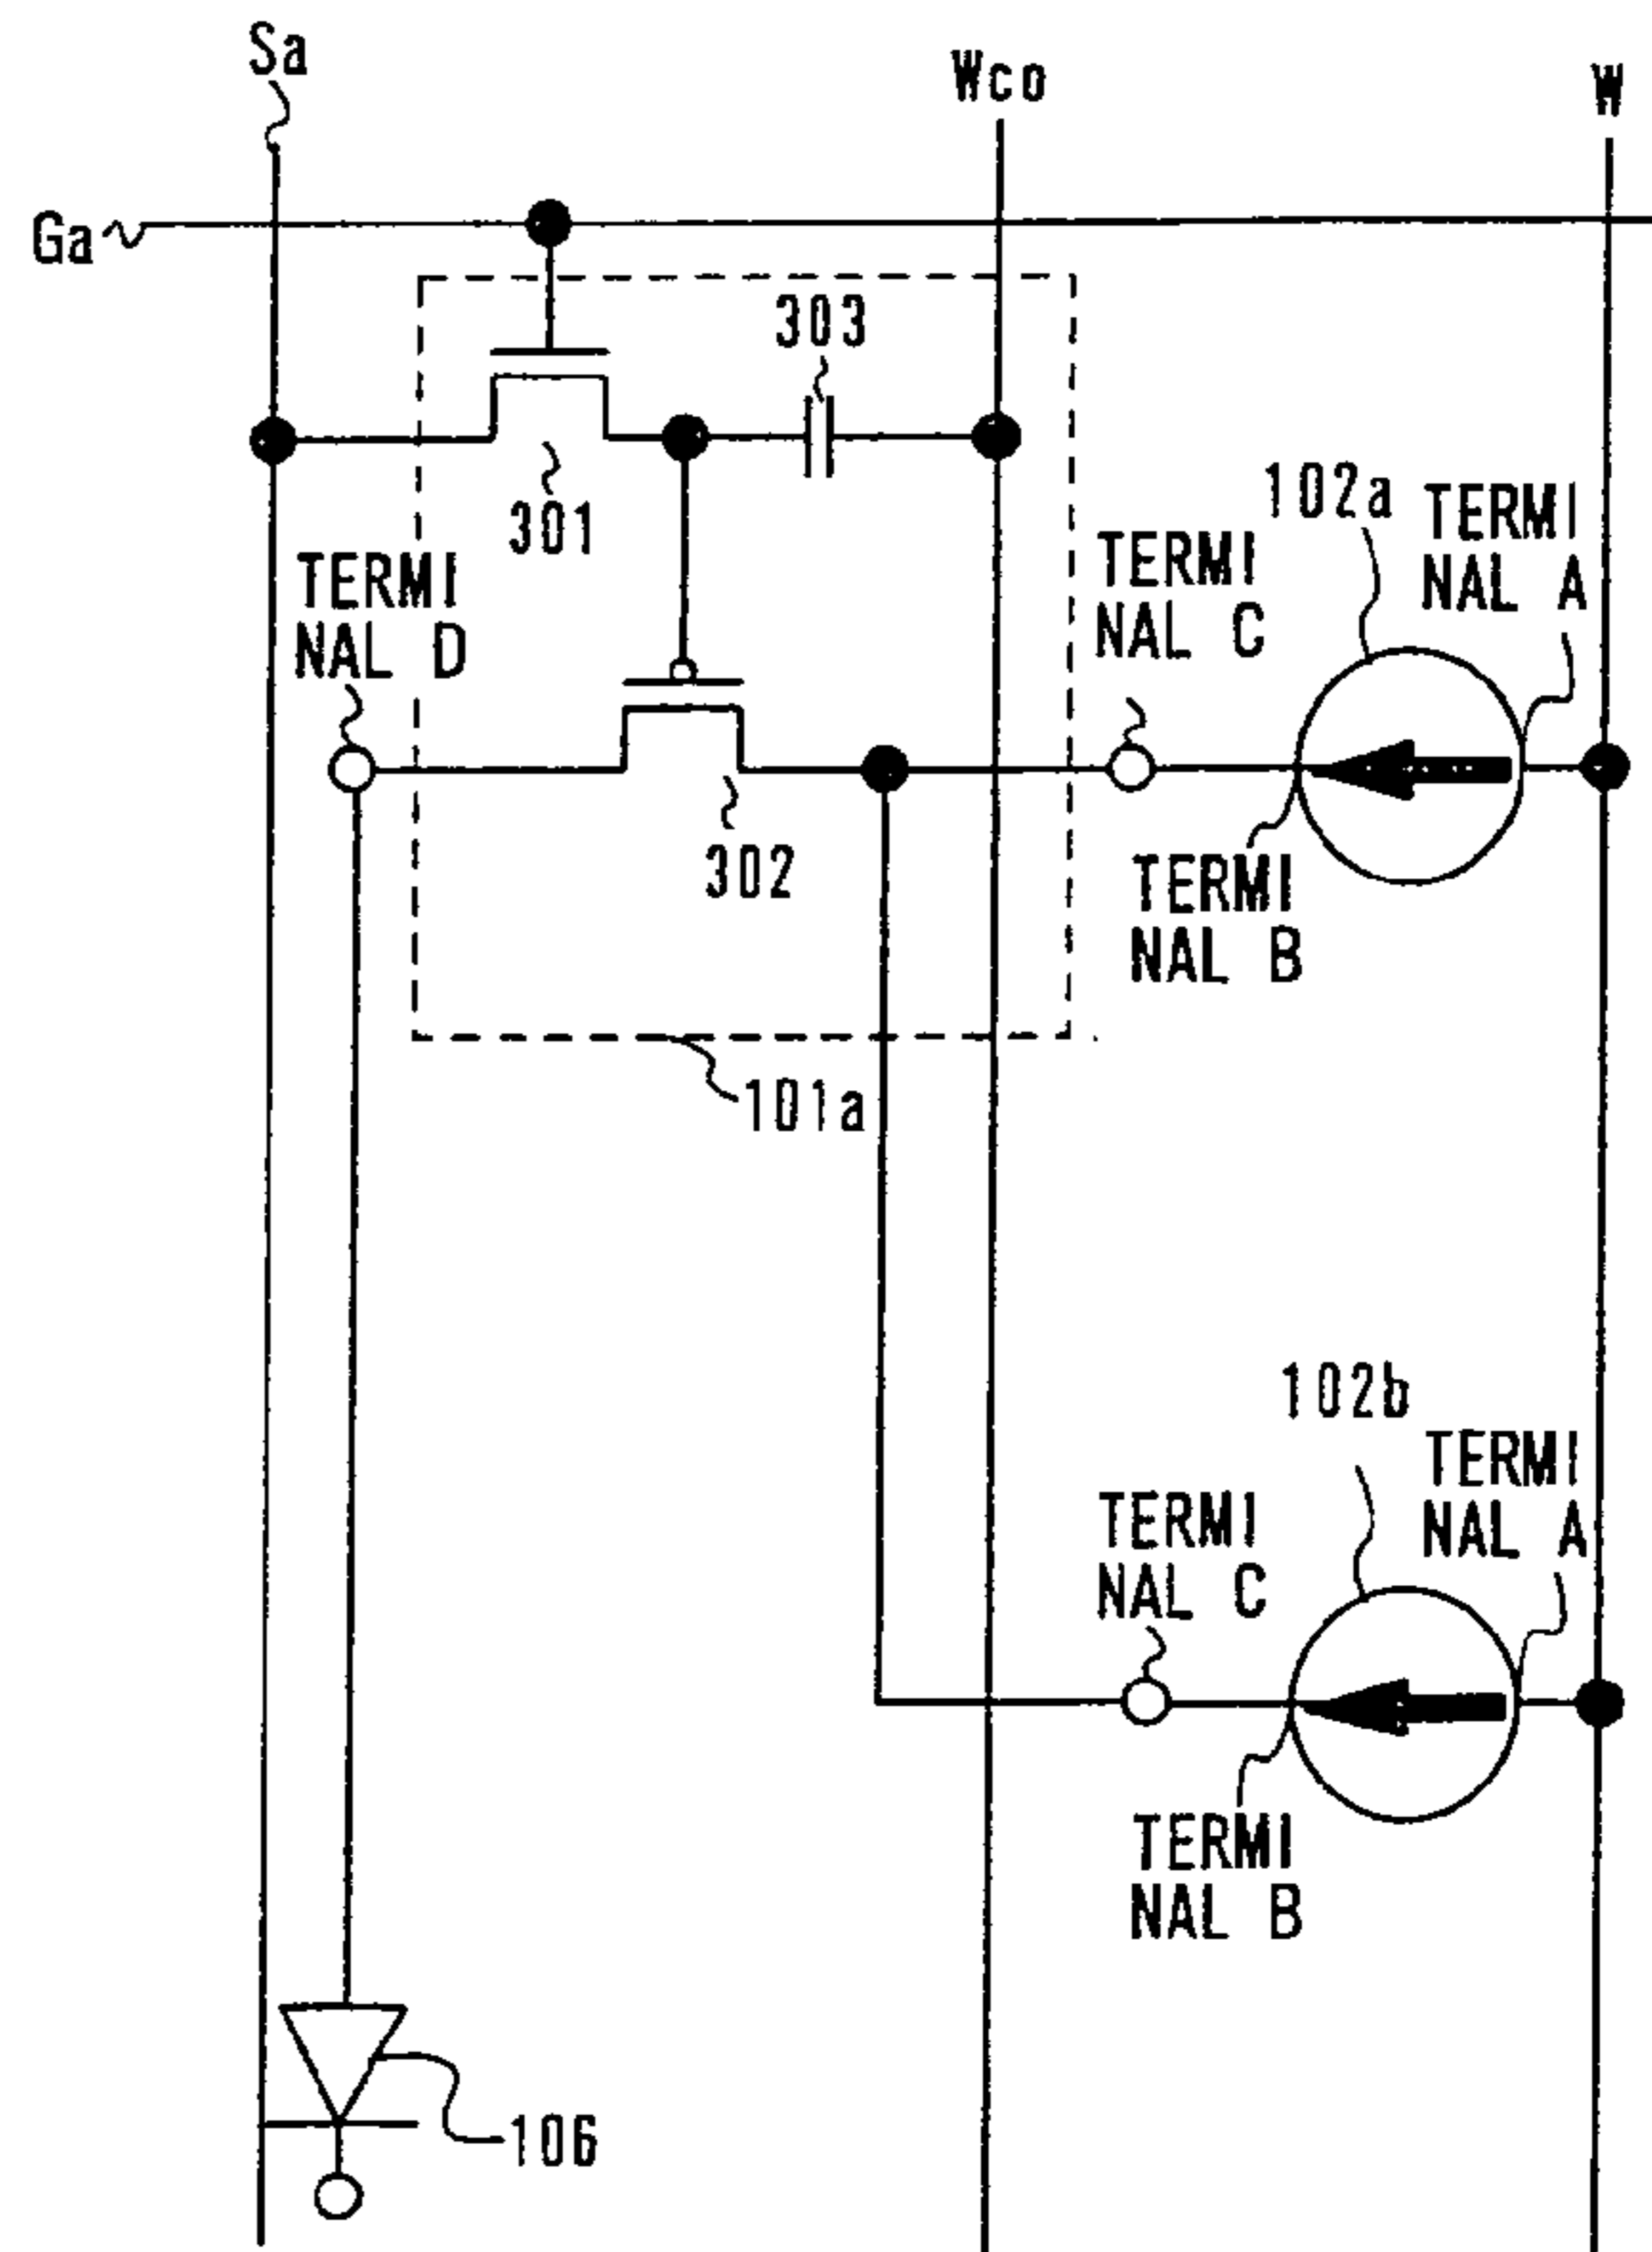 Sa
Wco
W
Ga
303
301
102a
TERMI
NAL A
TERMI
NAL C
TERMI
NAL D
302
TERMI
NAL B
101a
102b
TERMI
NAL A
TERMI
NAL C
TERMI
NAL B
106